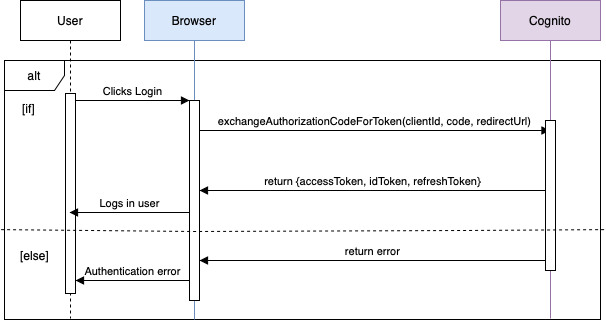 User
Browser
Cognito
alt
[if]
Clicks Login
exchangeAuthorizationCodeForToken(clientId, code, redirectUrl)
return {accessToken, idToken, refreshToken}
Logs in user
[else]
return error
Authentication error